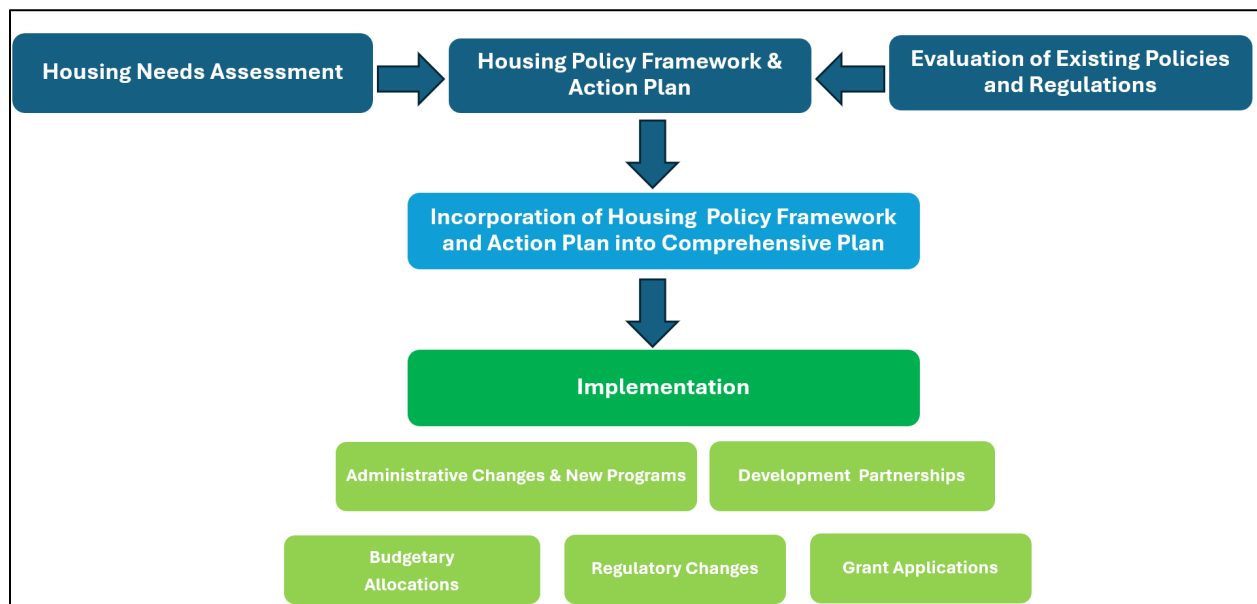 Housing Needs Assessment
Housing Policy Framework &
Action Plan
Evaluation of Existing Policies
and Regulations
Incorporation of Housing Policy Framework
and Action Plan into Comprehensive Plan
Implementation
Administrative Changes & New Programs
Development Partnerships
Budgetary
Allocations
Regulatory Changes
Grant Applications